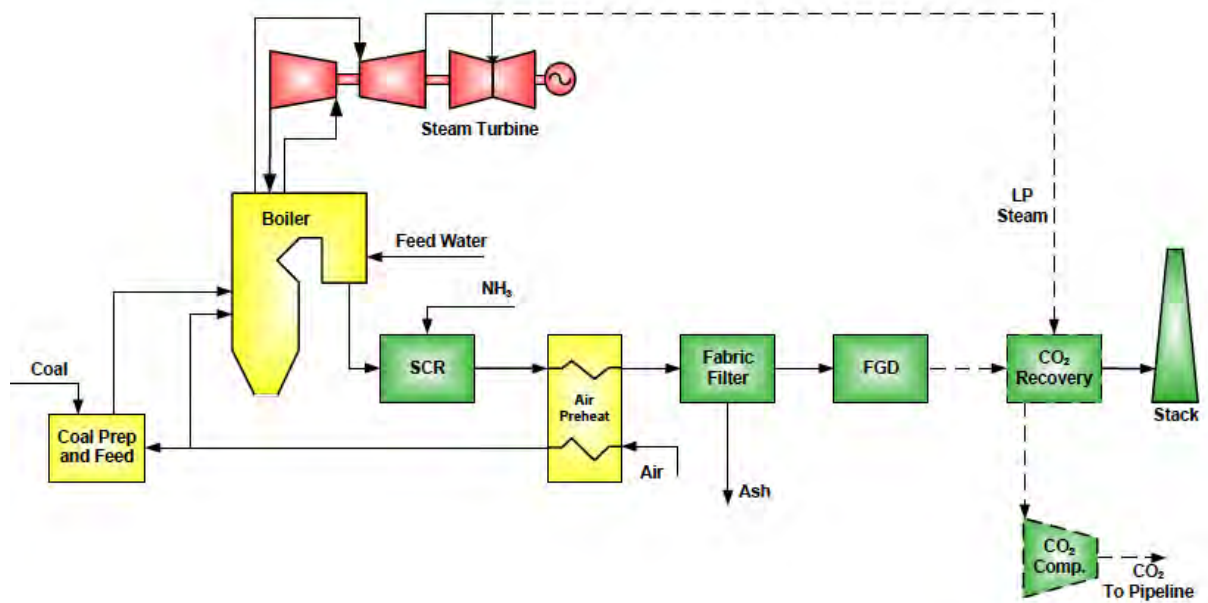 Steam Turbine
LP
Steam
Boiler
Feed Water
NH₃
SCR
Air
Preheat
Fabric
Filter
FGD
CO₂
Recovery
Stack
Coal
Coal Prep
and Feed
Air
Ash
CO₂
Comp.
CO₂
To Pipeline